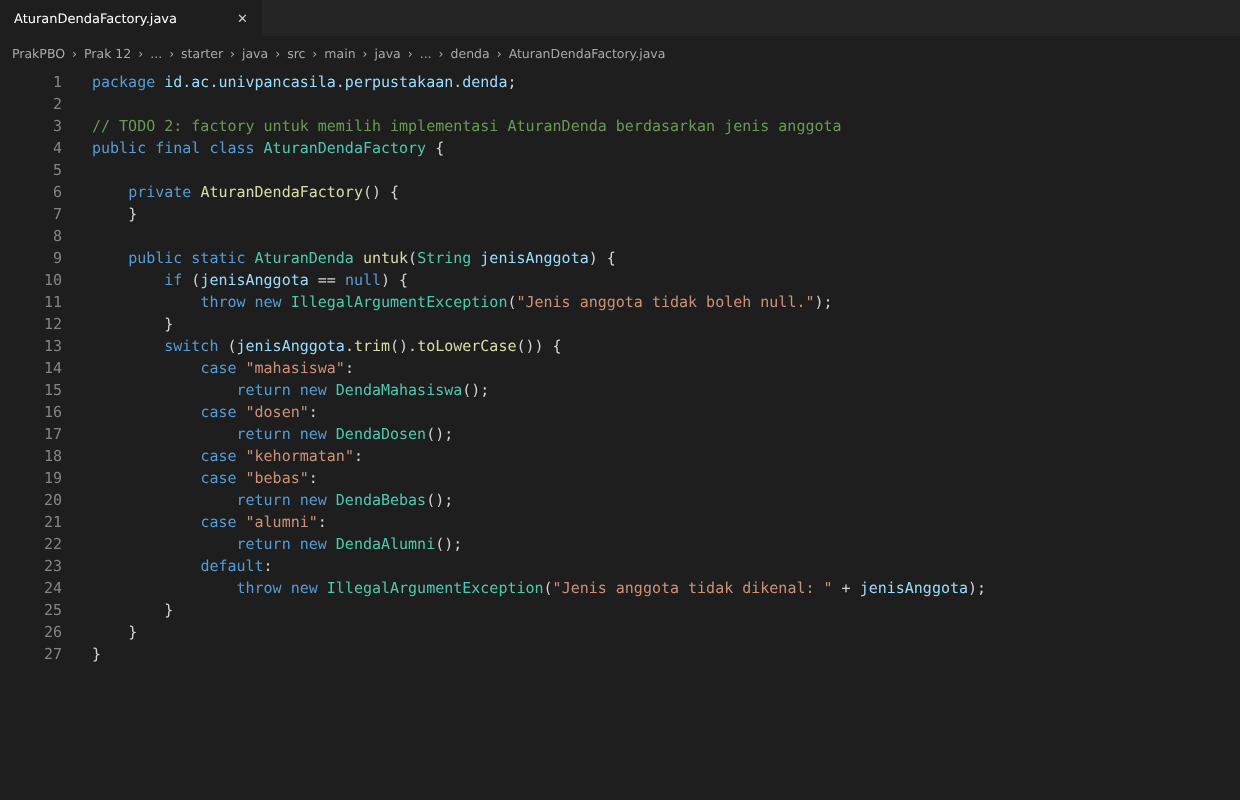 AturanDendaFactory.java ×
PrakPBO › Prak 12 › ... › starter › java › src › main › java › ... › denda › AturanDendaFactory.java
1 package id.ac.univpancasila.perpustakaan.denda;
2
3 // TODO 2: factory untuk memilih implementasi AturanDenda berdasarkan jenis anggota
4 public final class AturanDendaFactory {
5
6     private AturanDendaFactory() {
7     }
8
9     public static AturanDenda untuk(String jenisAnggota) {
10         if (jenisAnggota == null) {
11             throw new IllegalArgumentException("Jenis anggota tidak boleh null.");
12         }
13         switch (jenisAnggota.trim().toLowerCase()) {
14             case "mahasiswa":
15                 return new DendaMahasiswa();
16             case "dosen":
17                 return new DendaDosen();
18             case "kehormatan":
19             case "bebas":
20                 return new DendaBebas();
21             case "alumni":
22                 return new DendaAlumni();
23             default:
24                 throw new IllegalArgumentException("Jenis anggota tidak dikenal: " + jenisAnggota);
25         }
26     }
27 }